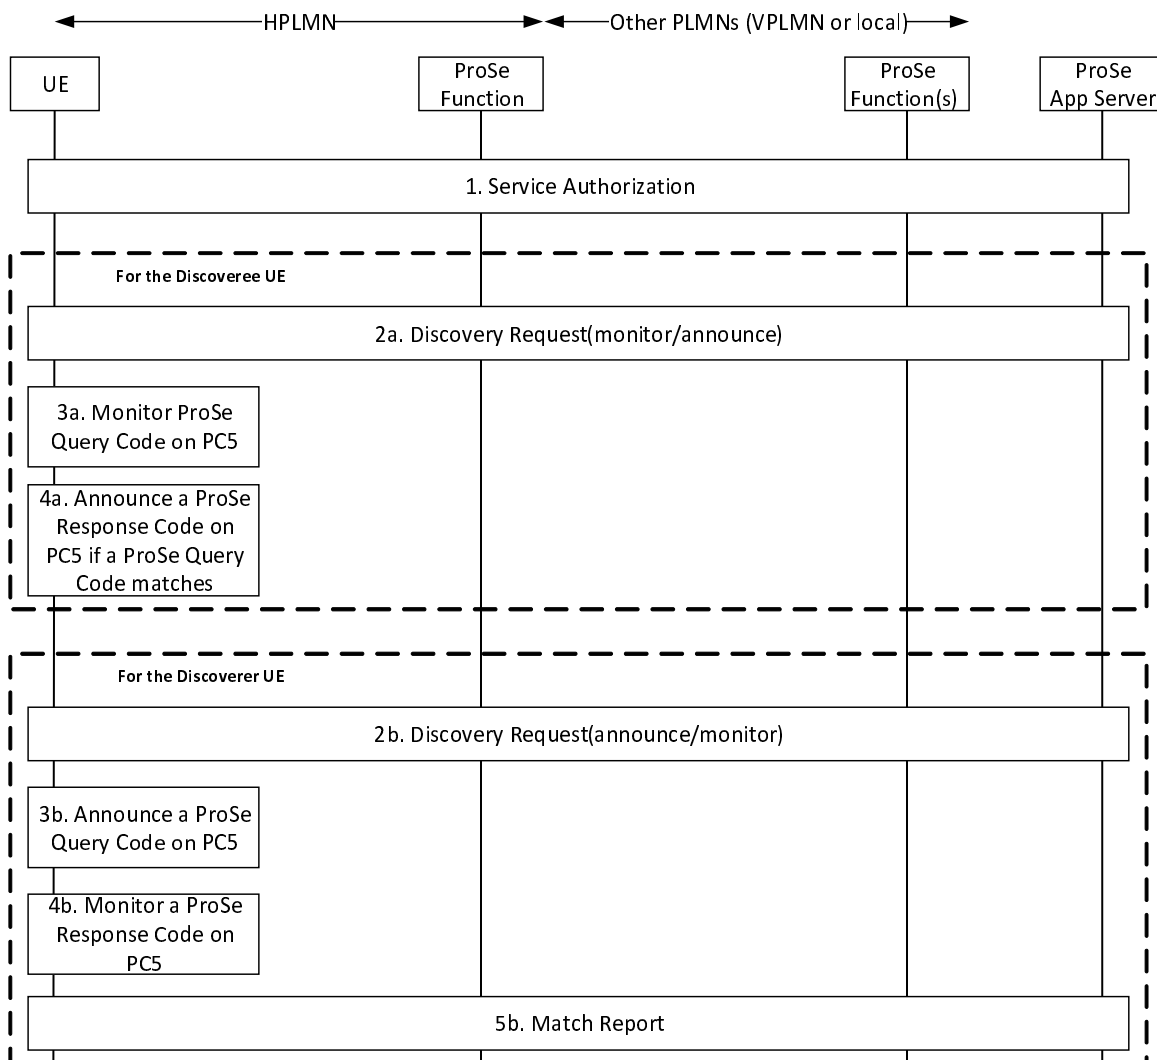 HPLMN
Other PLMNs (VPLMN or local)
UE
ProSe
Function
ProSe
Function(s)
ProSe
App Server
1. Service Authorization
For the Discoveree UE
2a. Discovery Request(monitor/announce)
3a. Monitor ProSe
Query Code on PC5
4a. Announce a ProSe
Response Code on
PC5 if a ProSe Query
Code matches
For the Discoverer UE
2b. Discovery Request(announce/monitor)
3b. Announce a ProSe
Query Code on PC5
4b. Monitor a ProSe
Response Code on
PC5
5b. Match Report